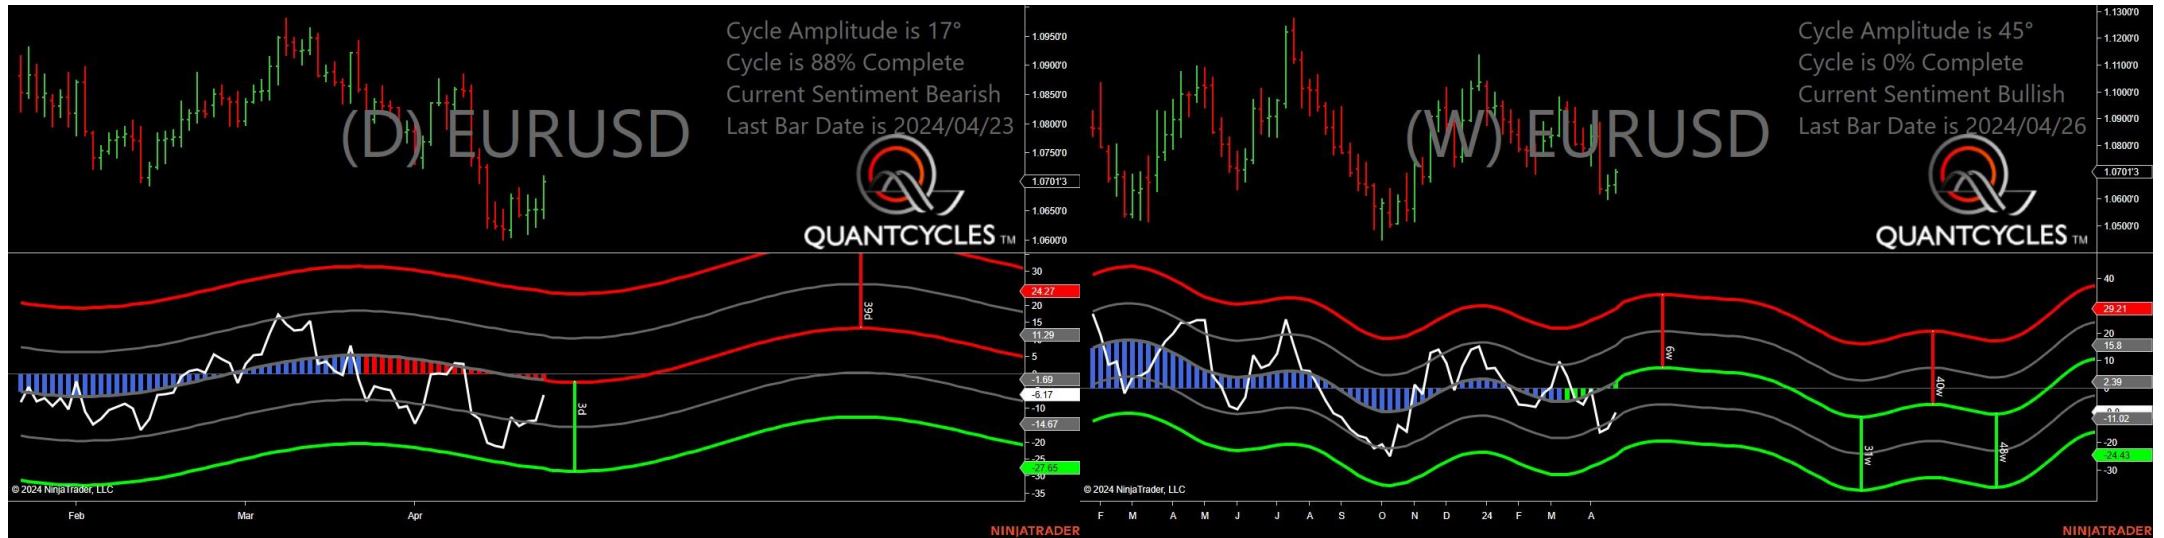 Cycle Amplitude is 17°
Cycle is 88% Complete
Current Sentiment Bearish
Last Bar Date is 2024/04/23
(D) EURUSD
QUANTCYCLES TM
1.0950'0
1.0900'0
1.0850'0
1.0800'0
1.0750'0
1.0701'3
1.0650'0
1.0600'0
39d
3d
30
24.27
20
15
11.29
5
0
-1.69
-6.17
-10
-14.67
-20
-25
-27.65
-30
-35
© 2024 NinjaTrader, LLC
Feb Mar Apr
NINJATRADER
Cycle Amplitude is 45°
Cycle is 0% Complete
Current Sentiment Bullish
Last Bar Date is 2024/04/26
(W) EURUSD
QUANTCYCLES TM
1.1300'0
1.1200'0
1.1100'0
1.1000'0
1.0900'0
1.0800'0
1.0701'3
1.0600'0
1.0500'0
6w
40w
31w
48w
40
29.21
20
15.8
10
2.39
-11.02
-20
-24.43
-30
© 2024 NinjaTrader, LLC
F M A M J J A S O N D 24 F M A
NINJATRADER